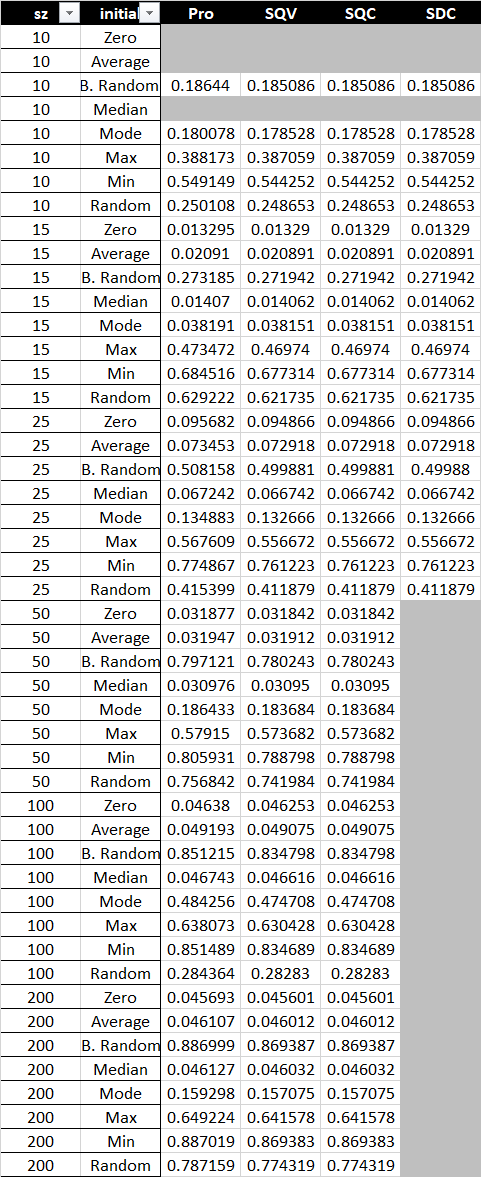 sz initial Pro SQV SQC SDC
10 Zero
10 Average
10 B. Random 0.18644 0.185086 0.185086 0.185086
10 Median
10 Mode 0.180078 0.178528 0.178528 0.178528
10 Max 0.388173 0.387059 0.387059 0.387059
10 Min 0.549149 0.544252 0.544252 0.544252
10 Random 0.250108 0.248653 0.248653 0.248653
15 Zero 0.013295 0.01329 0.01329 0.01329
15 Average 0.02091 0.020891 0.020891 0.020891
15 B. Random 0.273185 0.271942 0.271942 0.271942
15 Median 0.01407 0.014062 0.014062 0.014062
15 Mode 0.038191 0.038151 0.038151 0.038151
15 Max 0.473472 0.46974 0.46974 0.46974
15 Min 0.684516 0.677314 0.677314 0.677314
15 Random 0.629222 0.621735 0.621735 0.621735
25 Zero 0.095682 0.094866 0.094866 0.094866
25 Average 0.073453 0.072918 0.072918 0.072918
25 B. Random 0.508158 0.499881 0.499881 0.49988
25 Median 0.067242 0.066742 0.066742 0.066742
25 Mode 0.134883 0.132666 0.132666 0.132666
25 Max 0.567609 0.556672 0.556672 0.556672
25 Min 0.774867 0.761223 0.761223 0.761223
25 Random 0.415399 0.411879 0.411879 0.411879
50 Zero 0.031877 0.031842 0.031842
50 Average 0.031947 0.031912 0.031912
50 B. Random 0.797121 0.780243 0.780243
50 Median 0.030976 0.03095 0.03095
50 Mode 0.186433 0.183684 0.183684
50 Max 0.57915 0.573682 0.573682
50 Min 0.805931 0.788798 0.788798
50 Random 0.756842 0.741984 0.741984
100 Zero 0.04638 0.046253 0.046253
100 Average 0.049193 0.049075 0.049075
100 B. Random 0.851215 0.834798 0.834798
100 Median 0.046743 0.046616 0.046616
100 Mode 0.484256 0.474708 0.474708
100 Max 0.638073 0.630428 0.630428
100 Min 0.851489 0.834689 0.834689
100 Random 0.284364 0.28283 0.28283
200 Zero 0.045693 0.045601 0.045601
200 Average 0.046107 0.046012 0.046012
200 B. Random 0.886999 0.869387 0.869387
200 Median 0.046127 0.046032 0.046032
200 Mode 0.159298 0.157075 0.157075
200 Max 0.649224 0.641578 0.641578
200 Min 0.887019 0.869383 0.869383
200 Random 0.787159 0.774319 0.774319